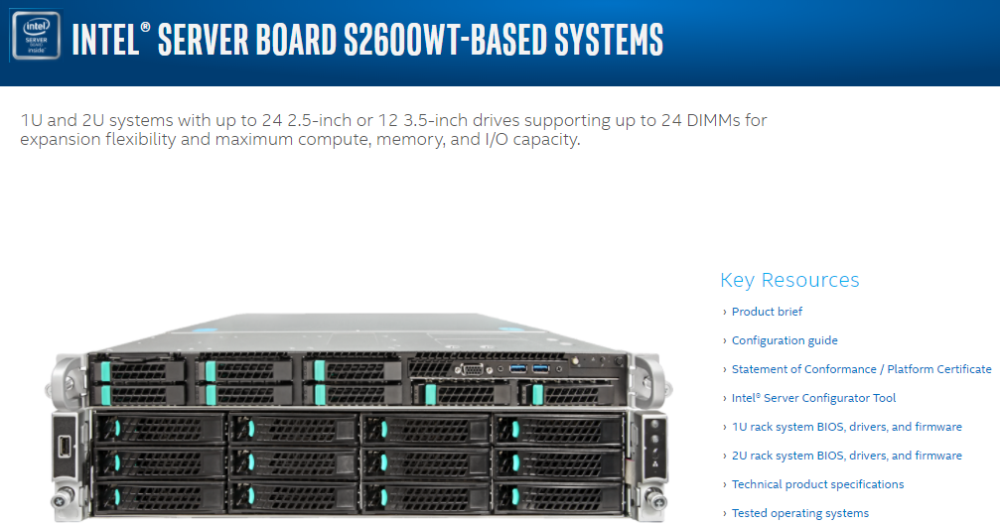 intel
SERVER
BOARD
inside
INTEL® SERVER BOARD S2600WT-BASED SYSTEMS
1U and 2U systems with up to 24 2.5-inch or 12 3.5-inch drives supporting up to 24 DIMMs for
expansion flexibility and maximum compute, memory, and I/O capacity.
Key Resources
› Product brief
› Configuration guide
› Statement of Conformance / Platform Certificate
› Intel® Server Configurator Tool
› 1U rack system BIOS, drivers, and firmware
› 2U rack system BIOS, drivers, and firmware
› Technical product specifications
› Tested operating systems